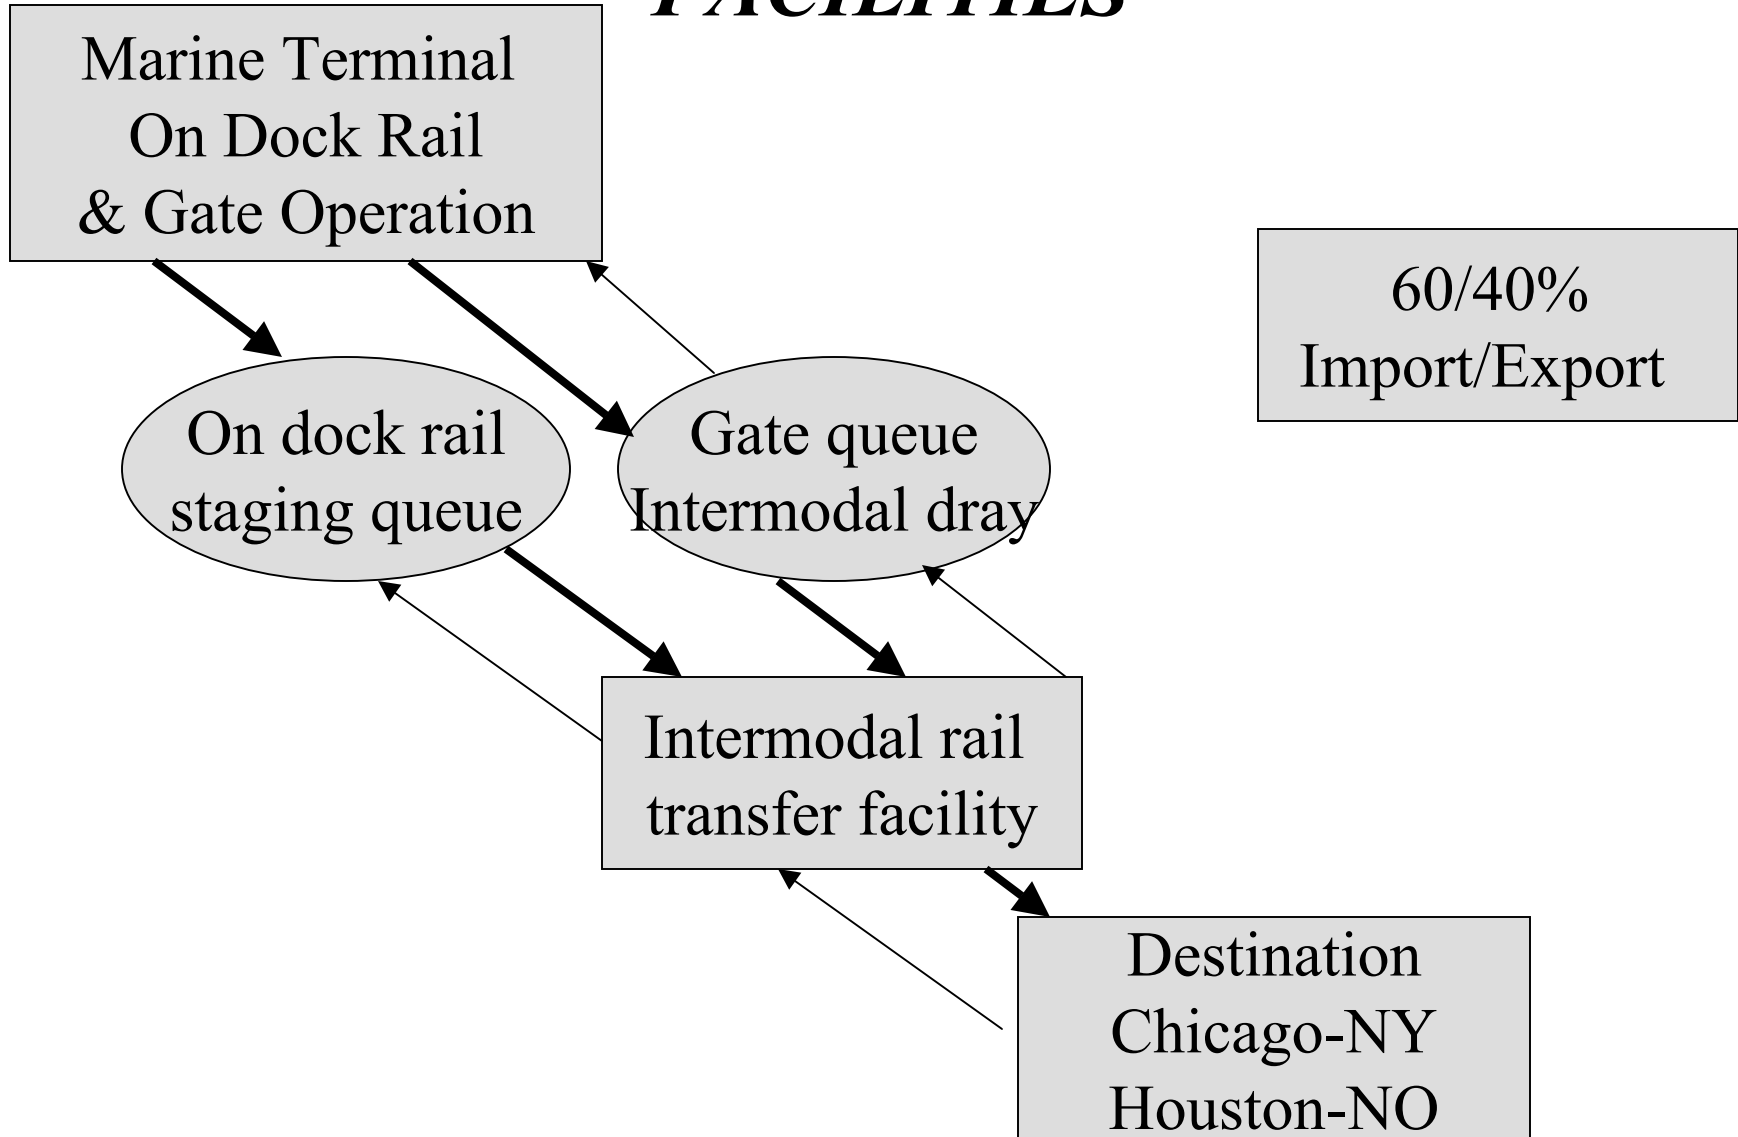 FACILITIES
Marine Terminal
On Dock Rail
& Gate Operation
60/40%
Import/Export
On dock rail
staging queue
Gate queue
Intermodal dray
Intermodal rail
transfer facility
Destination
Chicago-NY
Houston-NO